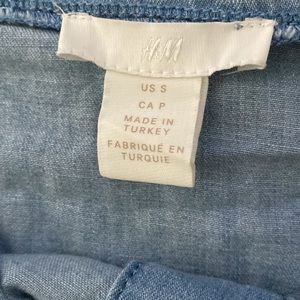 H&M
US S
CA P
MADE IN
TURKEY
FABRIQUÉ EN
TURQUIE